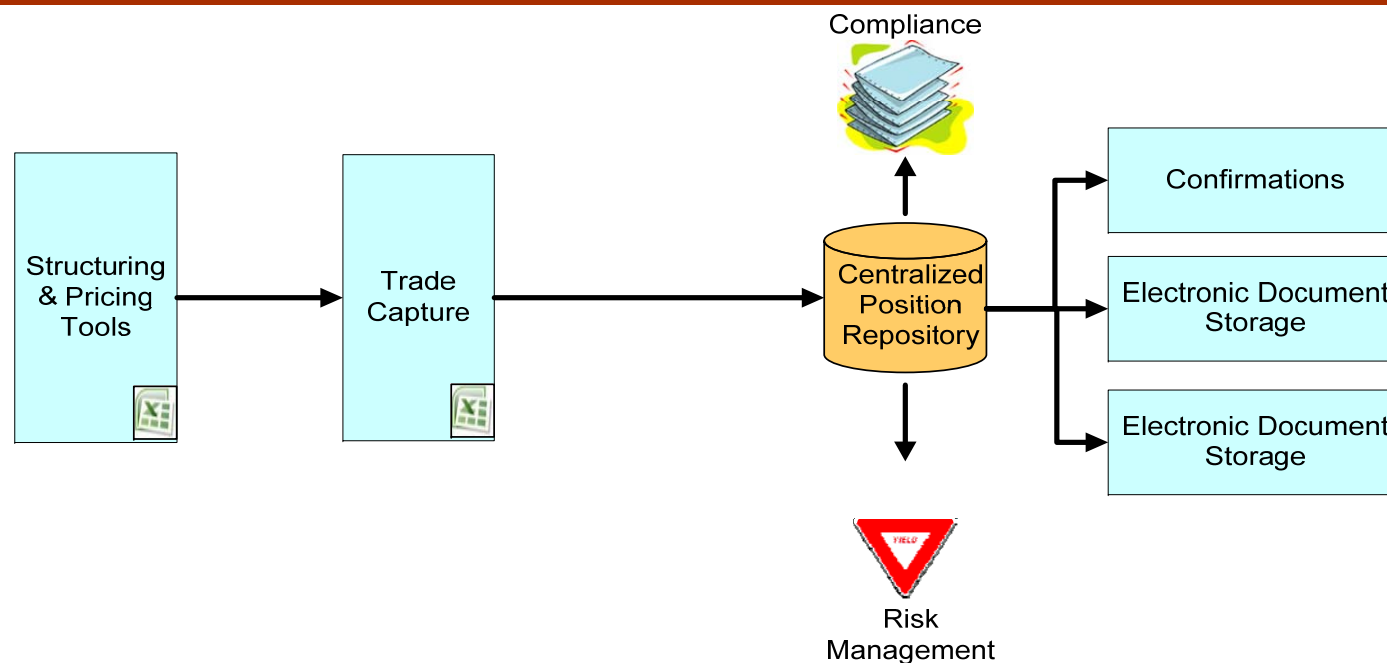 Compliance
Structuring
& Pricing
Tools
Trade
Capture
Centralized
Position
Repository
Confirmations
Electronic Document
Storage
Electronic Document
Storage
YIELD
Risk
Management